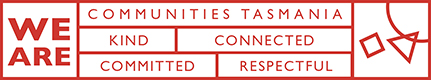 WE ARE
COMMUNITIES TASMANIA
KIND CONNECTED
COMMITTED RESPECTFUL